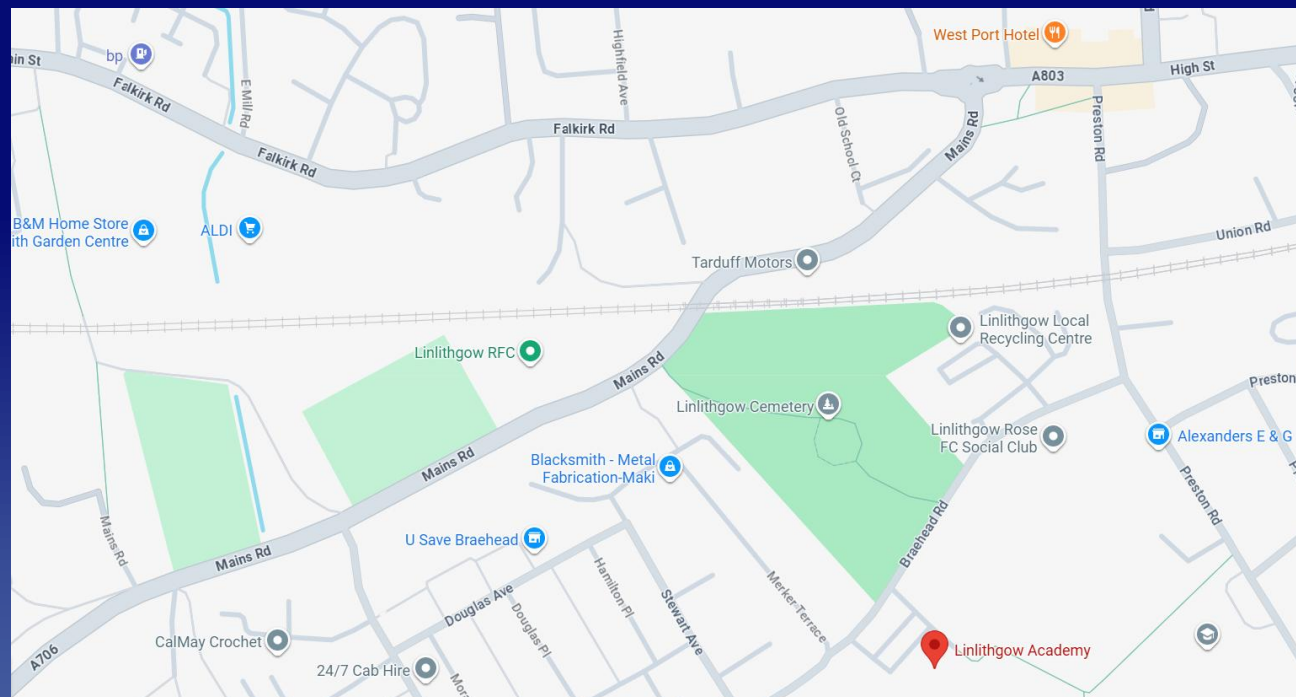 West Port Hotel
bp
in St
Falkirk Rd
E Mill Rd
Highfield Ave
A803
High St
Preston Rd
Falkirk Rd
Old School Ct
Mains Rd
Falkirk Rd
B&M Home Store
ith Garden Centre
ALDI
Union Rd
Tarduff Motors
Linlithgow RFC
Linlithgow Local
Recycling Centre
Mains Rd
Preston
Linlithgow Cemetery
Linlithgow Rose
FC Social Club
Alexanders E & G
Mains Rd
Blacksmith - Metal
Fabrication-Maki
Preston Rd
Mains Rd
U Save Braehead
Braehead Rd
Mains Rd
Hamilton Pl
Merker Terrace
Douglas Ave
Stewart Ave
Douglas Pl
CalMay Crochet
A706
24/7 Cab Hire
Linlithgow Academy